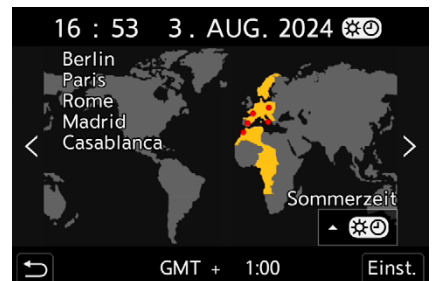 16 : 53 3. AUG. 2024
Berlin
Paris
Rome
Madrid
Casablanca
Sommerzeit
GMT + 1:00
Einst.